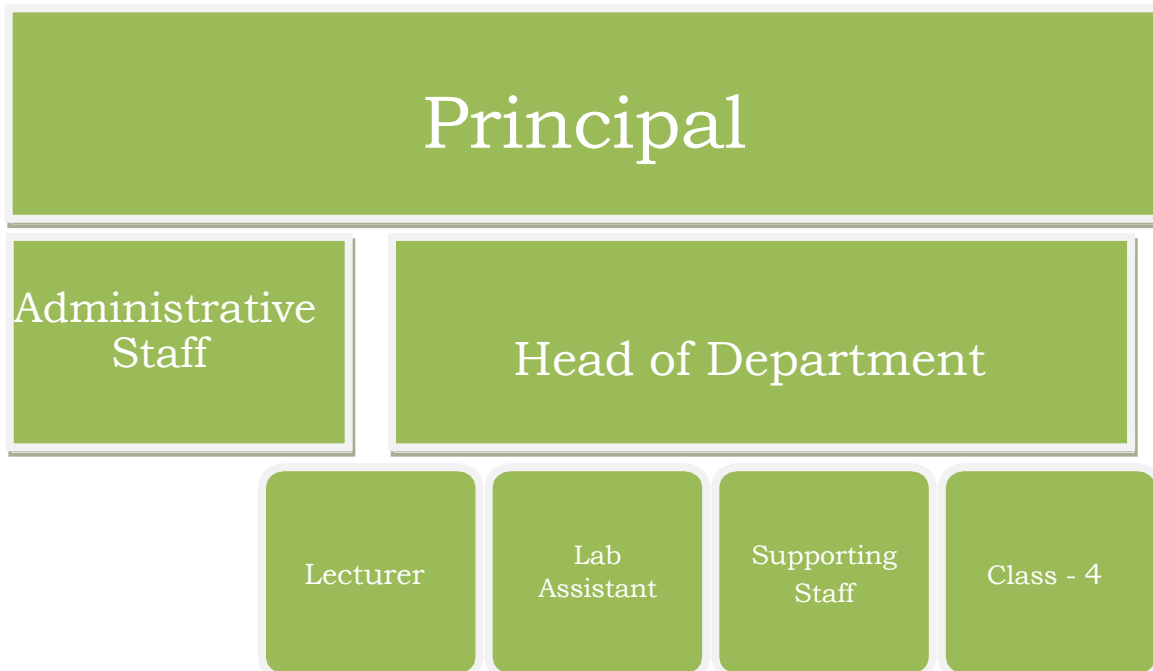 Principal
Administrative
Staff
Head of Department
Lecturer
Lab
Assistant
Supporting
Staff
Class - 4